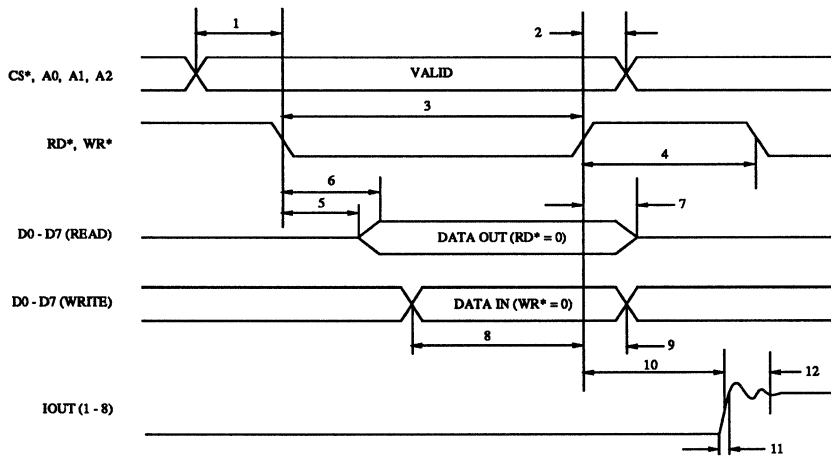 1
2
CS*, A0, A1, A2
VALID
3
RD*, WR*
4
6
5
7
D0 - D7 (READ)
DATA OUT (RD* = 0)
D0 - D7 (WRITE)
DATA IN (WR* = 0)
8
9
10
12
IOUT (1 - 8)
11